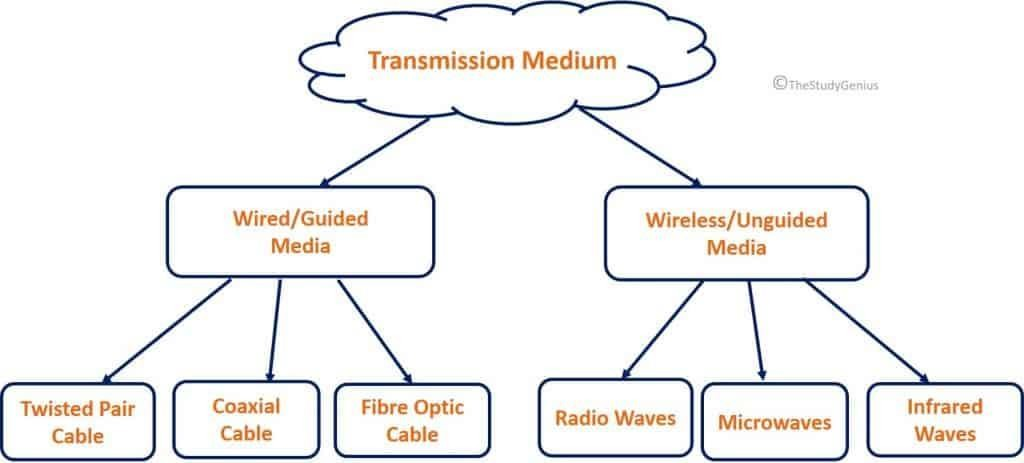 Transmission Medium
©TheStudyGenius
Wired/Guided
Media
Wireless/Unguided
Media
Twisted Pair
Cable
Coaxial
Cable
Fibre Optic
Cable
Radio Waves
Microwaves
Infrared
Waves